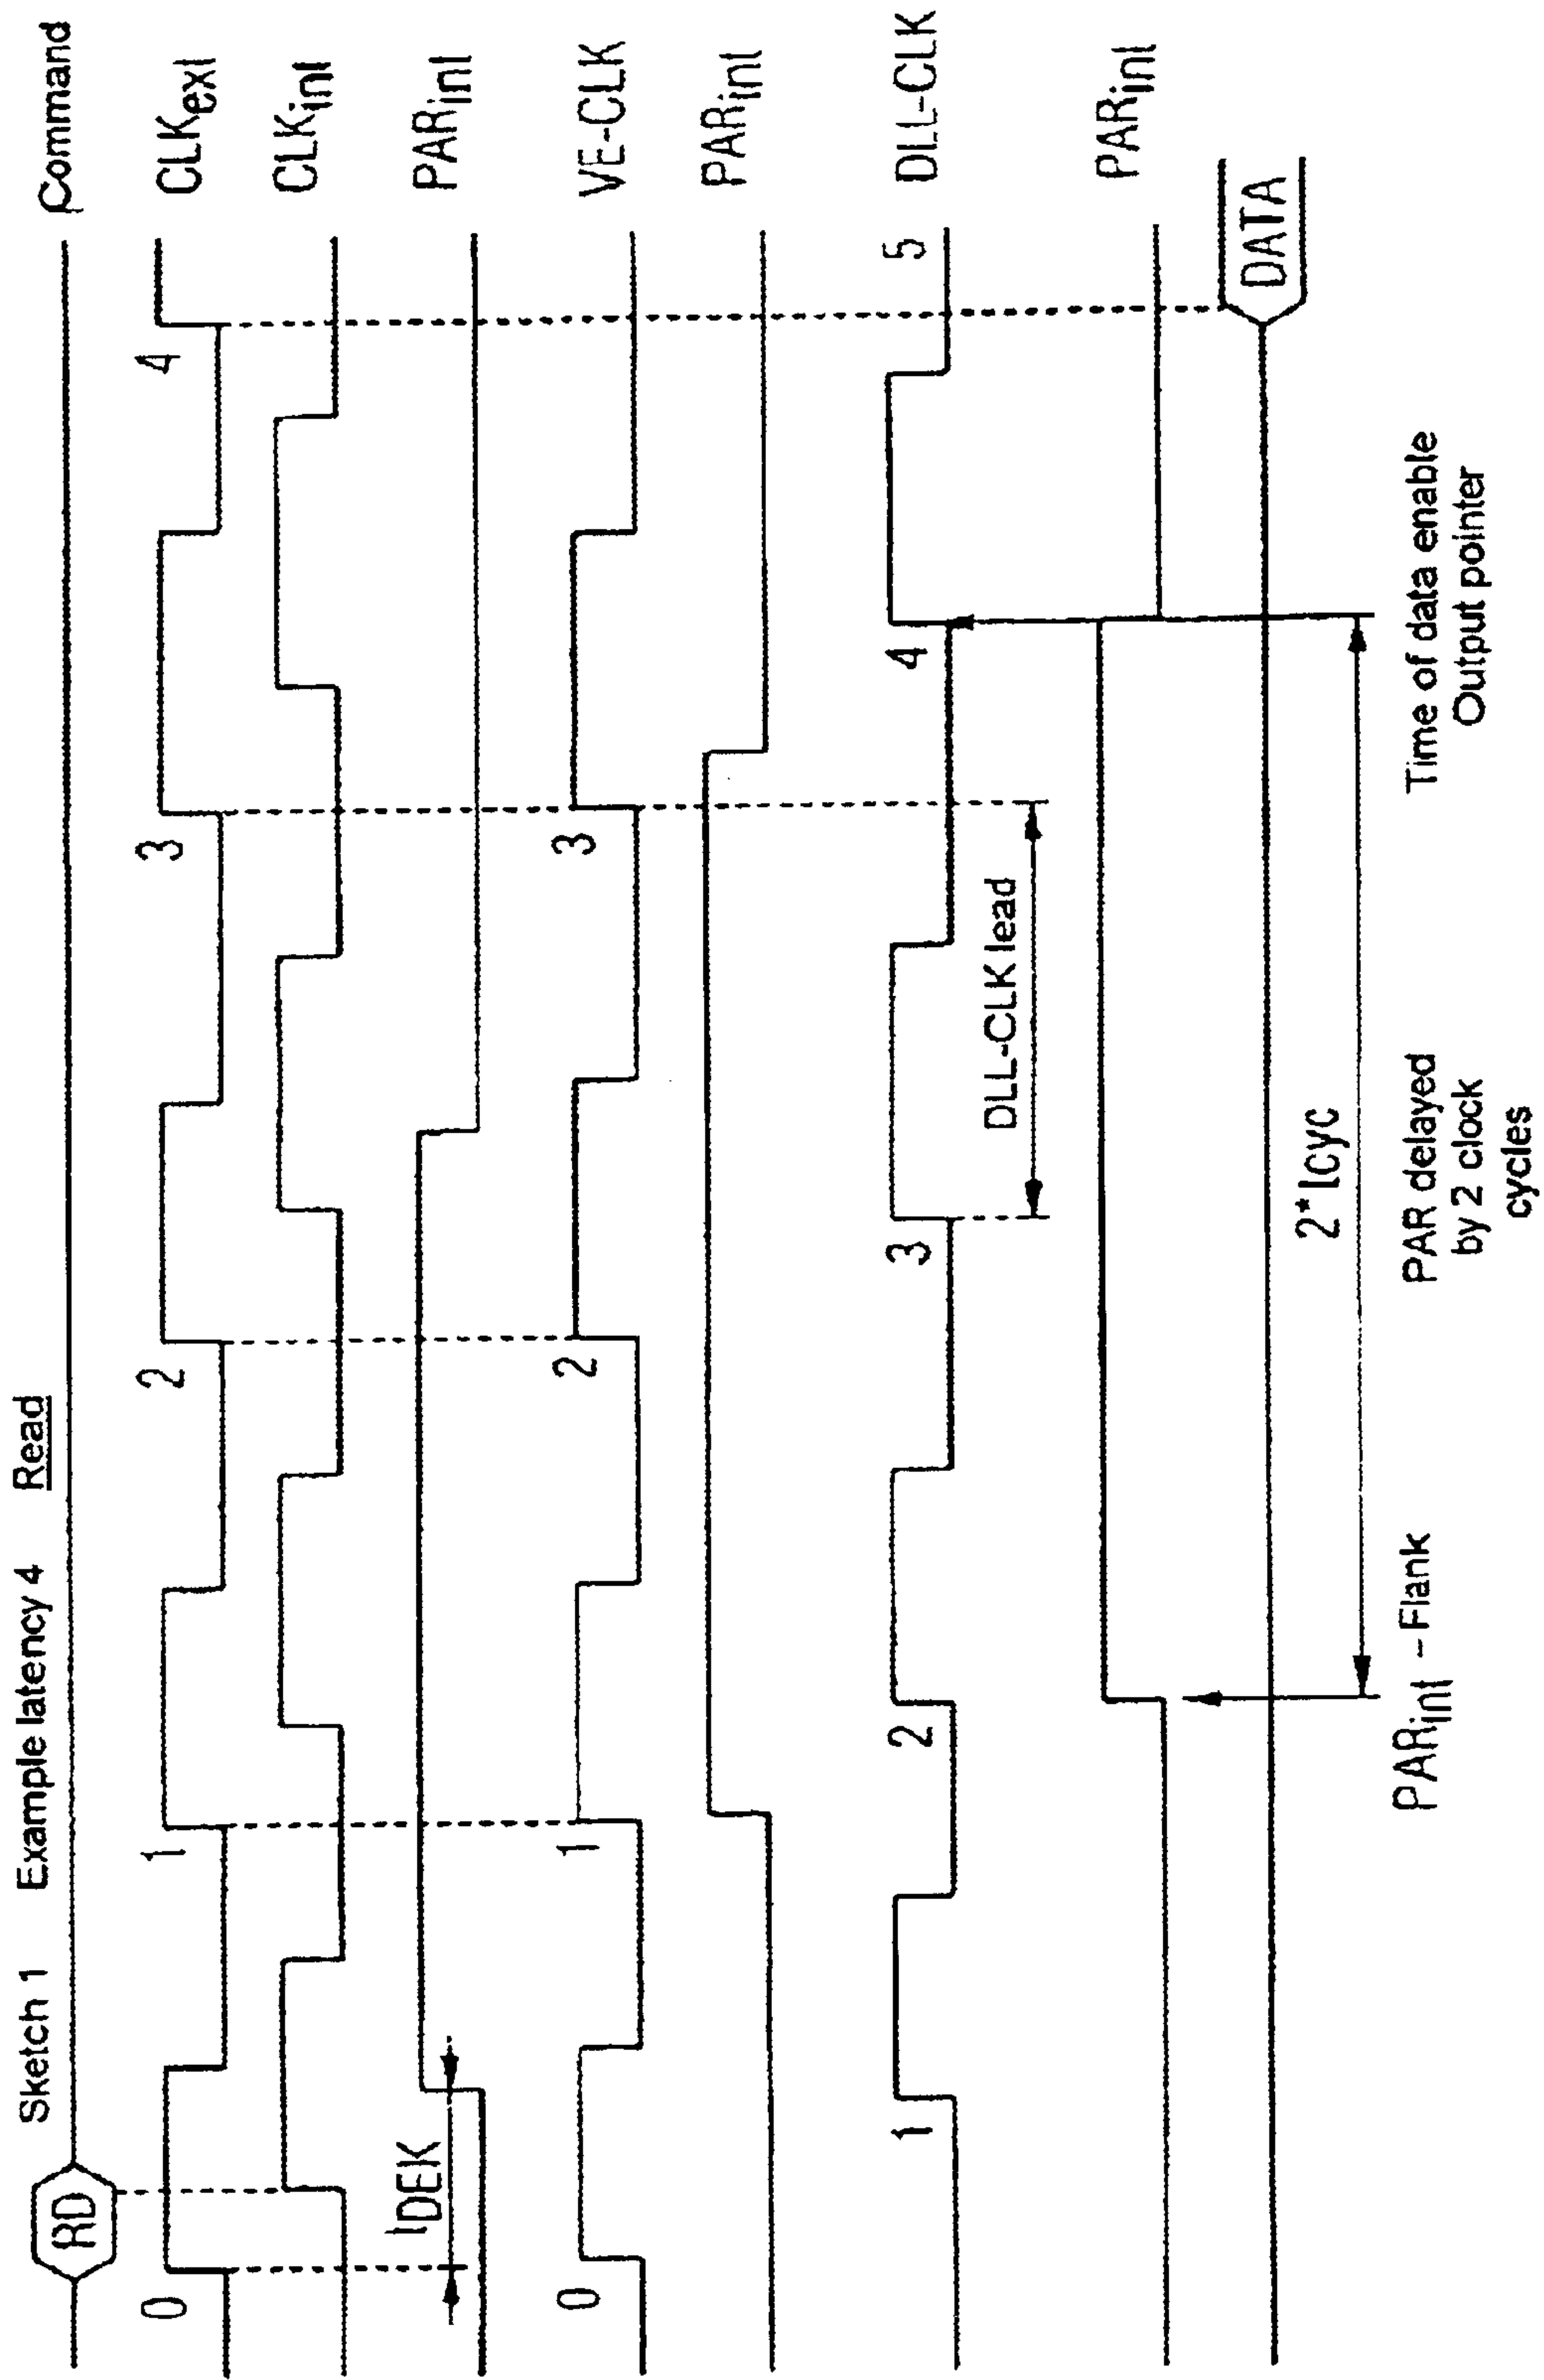 Sketch 1 Example latency 4 Read
RD
Command
0 1 2 3 4
CLKext
CLKint
tDEK
PARint
0 1 2 3
VE-CLK
PARint
1 2 3 4 5
DLL-CLK
DLL-CLK lead
PARint
DATA
2*tcyc
PARint - Flank
PAR delayed
by 2 clock
cycles
Time of data enable
Output pointer